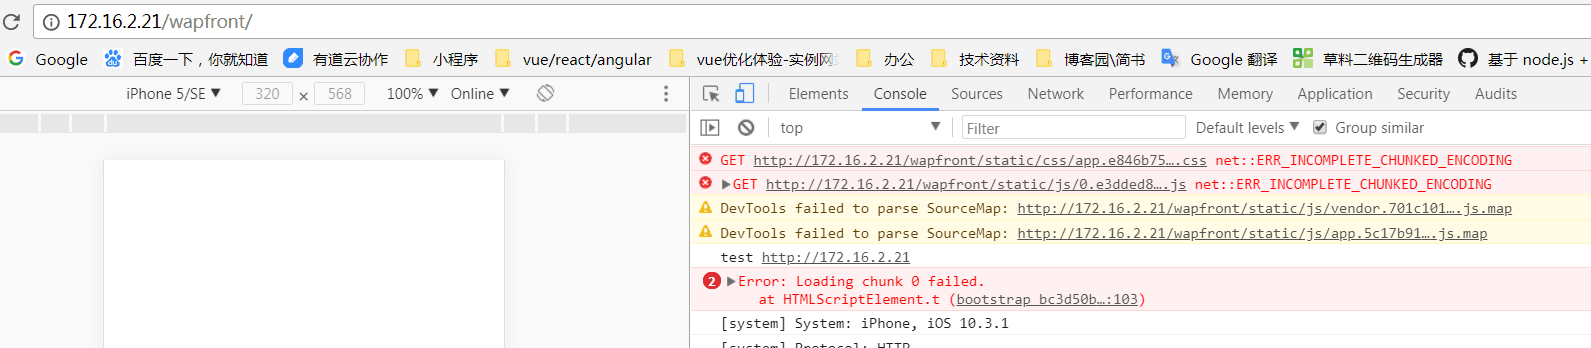 172.16.2.21/wapfront/
Google 百度一下，你就知道 有道云协作 小程序 vue/react/angular vue优化体验-实例网 办公 技术资料 博客园\简书 Google 翻译 草料二维码生成器 基于 node.js +
iPhone 5/SE ▼ 320 × 568 100% ▼ Online ▼
Elements Console Sources Network Performance Memory Application Security Audits
top ▼ Filter Default levels ▼ Group similar
GET http://172.16.2.21/wapfront/static/css/app.e846b75….css net::ERR_INCOMPLETE_CHUNKED_ENCODING
▶GET http://172.16.2.21/wapfront/static/js/0.e3dded8….js net::ERR_INCOMPLETE_CHUNKED_ENCODING
DevTools failed to parse SourceMap: http://172.16.2.21/wapfront/static/js/vendor.701c101….js.map
DevTools failed to parse SourceMap: http://172.16.2.21/wapfront/static/js/app.5c17b91….js.map
test http://172.16.2.21
2 ▶Error: Loading chunk 0 failed.
at HTMLScriptElement.t (bootstrap bc3d50b…:103)
[system] System: iPhone, iOS 10.3.1
[system] Protocol: HTTP